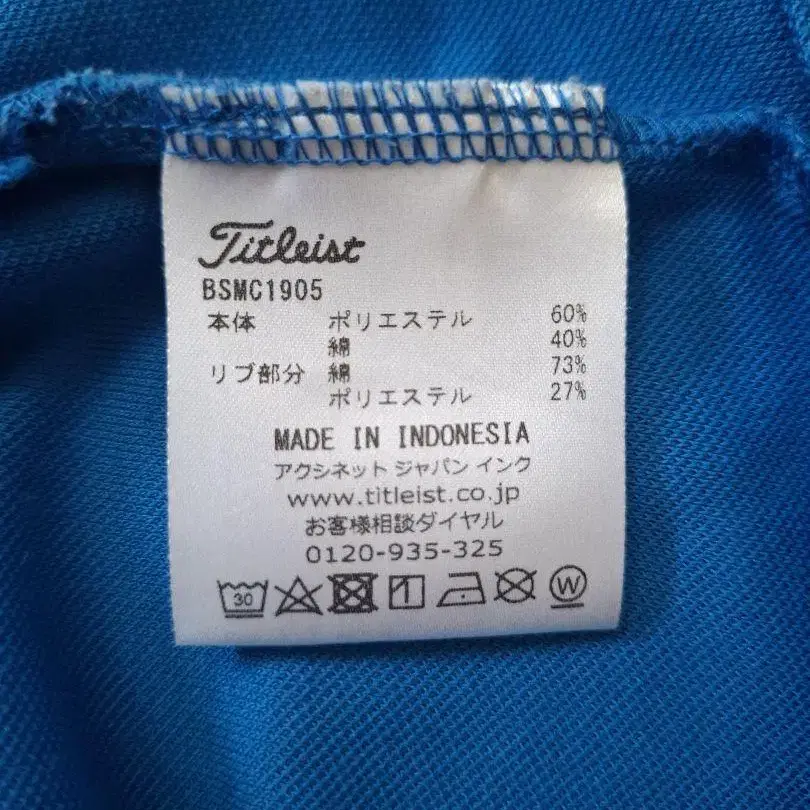 Titleist
BSMC1905
本体 ポリエステル 60%
綿 40%
リブ部分 綿 73%
ポリエステル 27%
MADE IN INDONESIA
アクシネット ジャパン インク
www.titleist.co.jp
お客様相談ダイヤル
0120-935-325
30 W